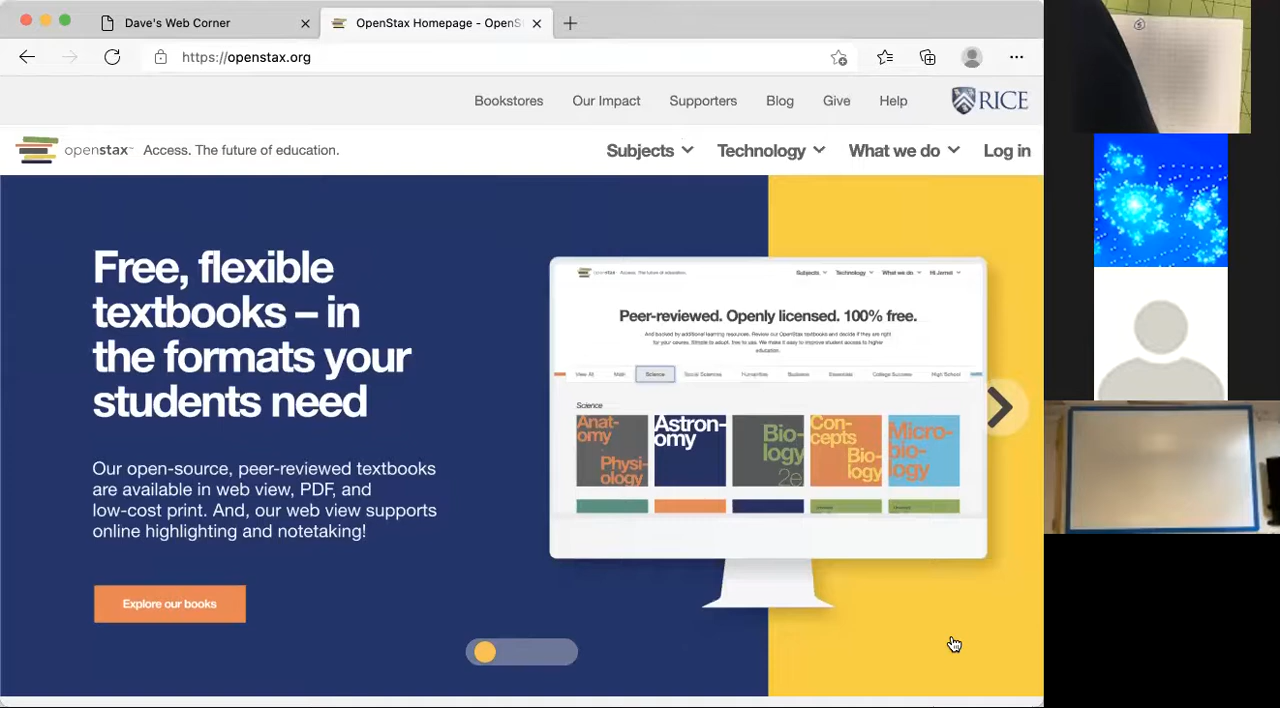 Dave's Web Corner
OpenStax Homepage - OpenS
https://openstax.org
Bookstores Our Impact Supporters Blog Give Help RICE
openstax™ Access. The future of education. Subjects Technology What we do Log in
Free, flexible
textbooks – in
the formats your
students need
Our open-source, peer-reviewed textbooks
are available in web view, PDF, and
low-cost print. And, our web view supports
online highlighting and notetaking!
Explore our books
openstax Access. The future of education. Subjects Technology What we do Hi Jernel
Peer-reviewed. Openly licensed. 100% free.
And backed by additional learning resources. Review our OpenStax textbooks and decide if they are right
for your course. Simple to adopt, free to use. We make it easy to improve student access to higher
education.
View All Math Science Social Sciences Humanities Business Essentials College Success High School
Science
Anat-
omy
Physi-
ology
Astron-
omy
Bio-
logy
2e
Con-
cepts
Bio-
logy
Micro-
bio-
logy